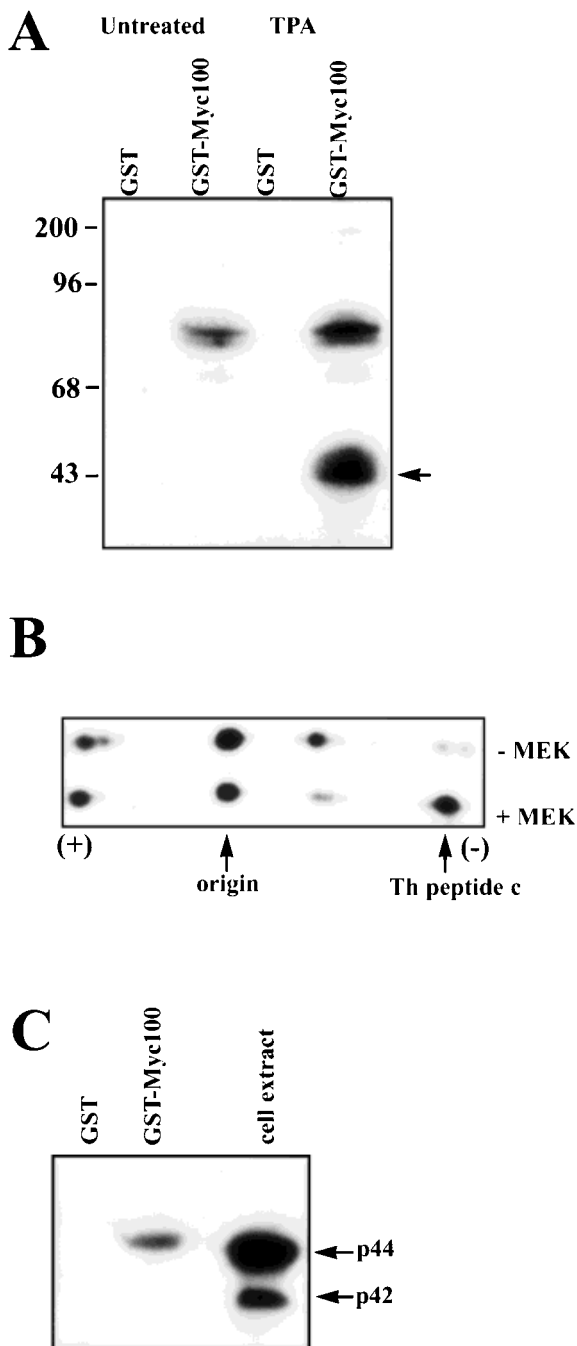 A
Untreated TPA
GST GST-Myc100 GST GST-Myc100
200 –
96 –
68 –
43 –
B
- MEK
+ MEK
(+) (-)
origin Th peptide c
C
GST GST-Myc100 cell extract
p44
p42